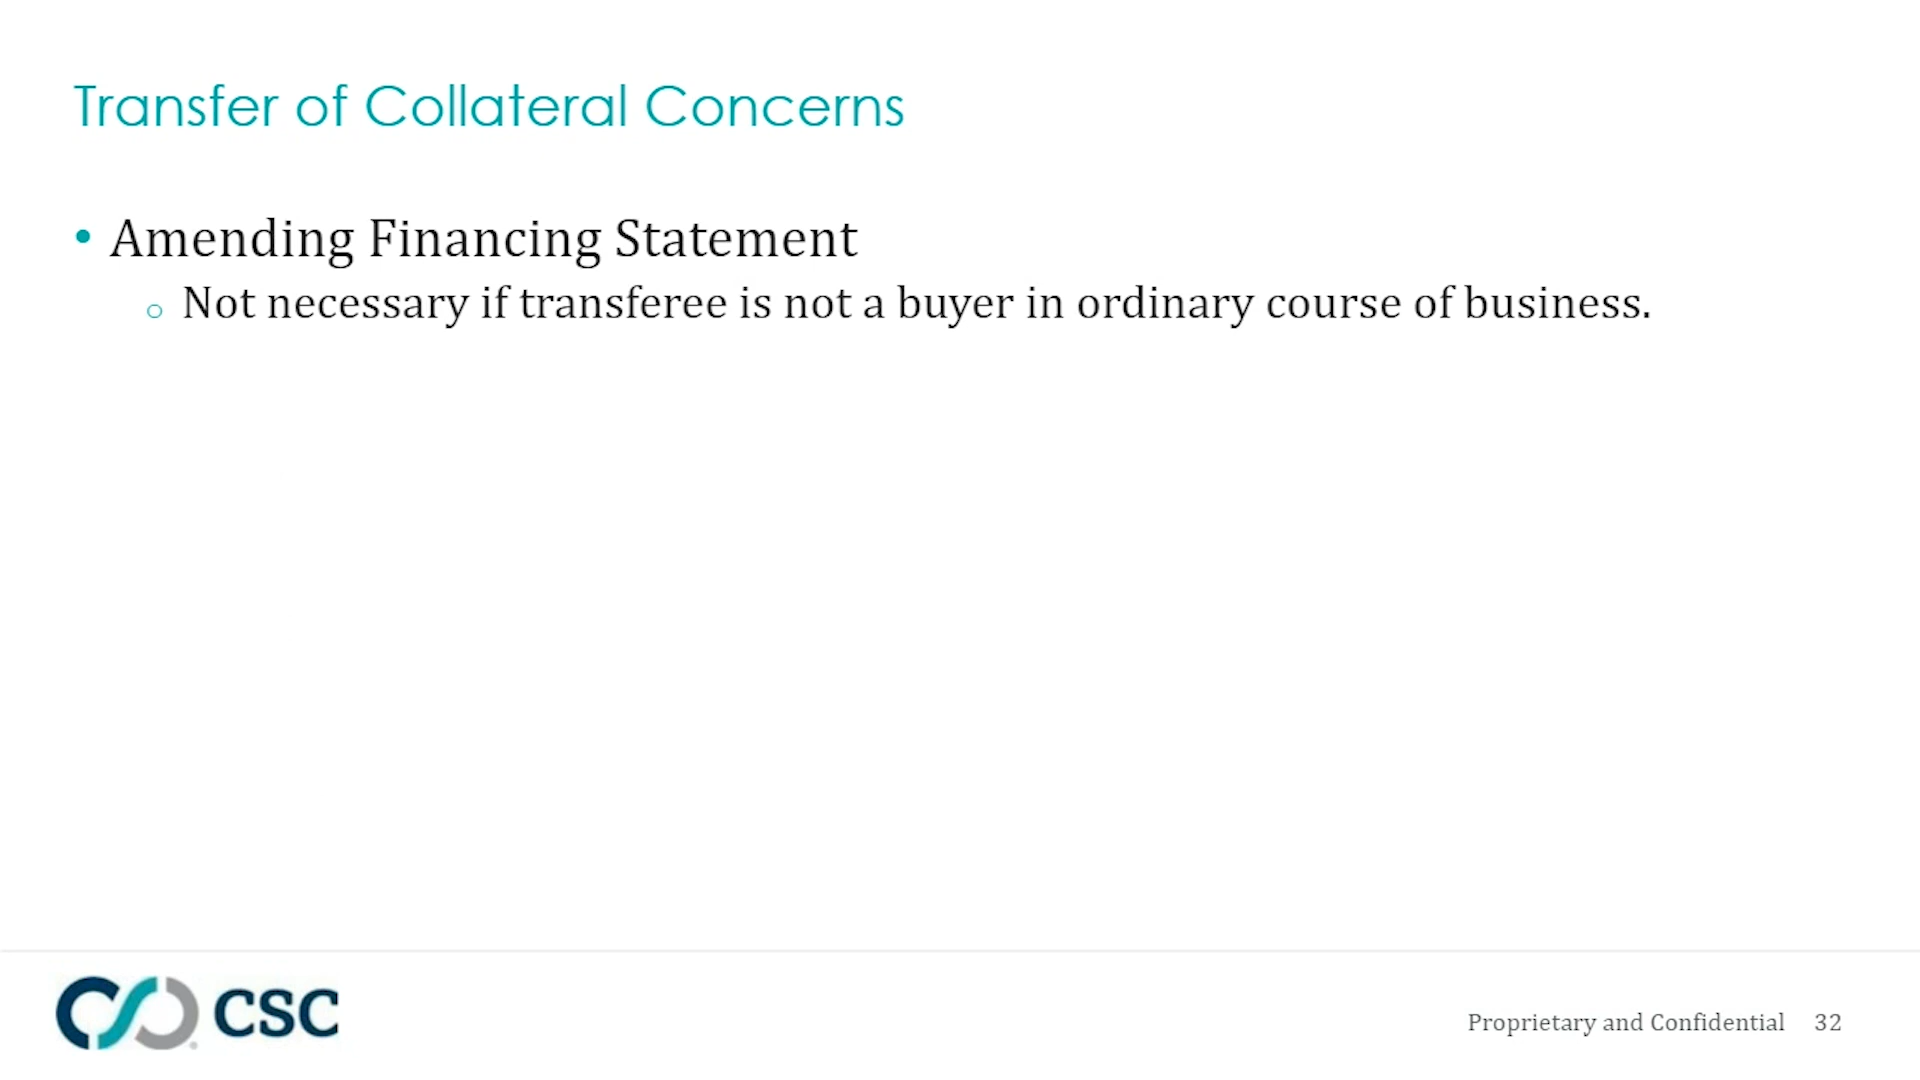 Transfer of Collateral Concerns
• Amending Financing Statement
o Not necessary if transferee is not a buyer in ordinary course of business.
CSC
Proprietary and Confidential 32